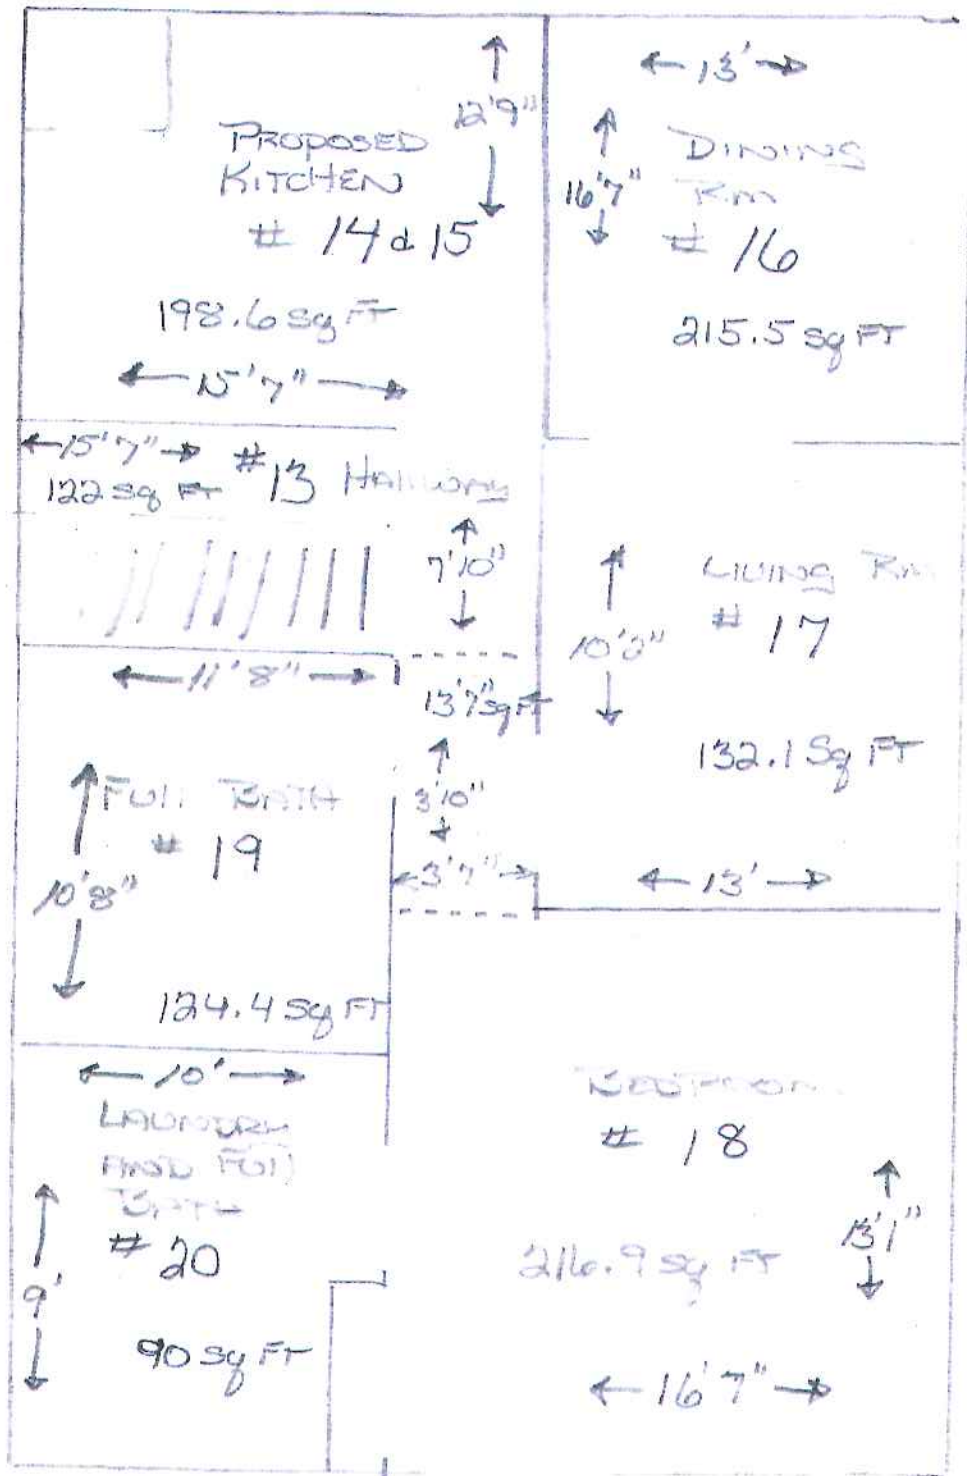 12'9"
13'
PROPOSED
KITCHEN
# 14 & 15
198.6 Sq FT
15'7"
16'7"
DINING
RM
# 16
215.5 Sq FT
15'7"
122 Sq FT
#13 HALLWAY
7'10"
LIVING RM
# 17
10'2"
132.1 Sq FT
13'
11'8"
13'7" Sq FT
3'10"
3'7"
FULL BATH
# 19
10'8"
124.4 Sq FT
10'
LAUNDRY
AND FULL
BATH
# 20
9'
90 Sq FT
BEDROOM
# 18
13'1"
216.9 Sq FT
16'7"